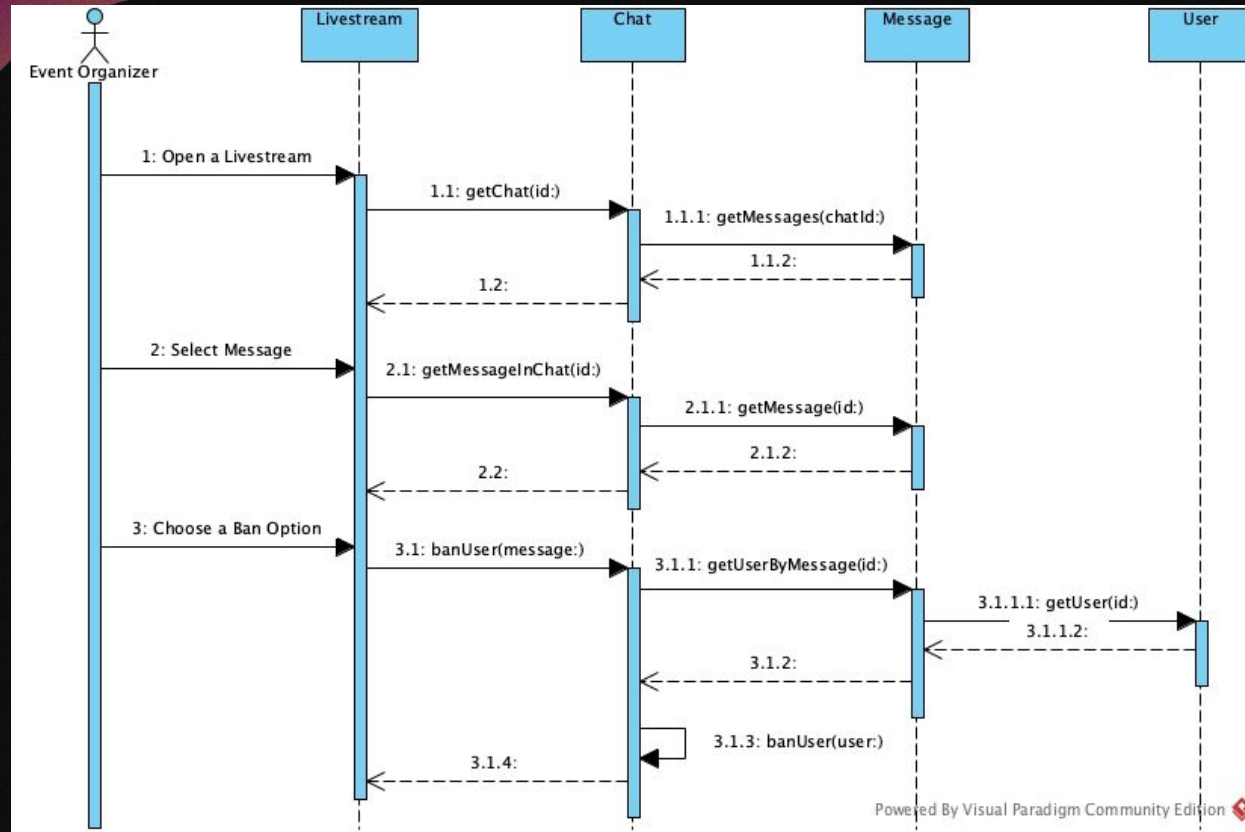 Livestream
Chat
Message
User
Event Organizer
1: Open a Livestream
1.1: getChat(id:)
1.1.1: getMessages(chatId:)
1.1.2:
1.2:
2: Select Message
2.1: getMessageInChat(id:)
2.1.1: getMessage(id:)
2.1.2:
2.2:
3: Choose a Ban Option
3.1: banUser(message:)
3.1.1: getUserByMessage(id:)
3.1.1.1: getUser(id:)
3.1.1.2:
3.1.2:
3.1.3: banUser(user:)
3.1.4:
Powered By Visual Paradigm Community Edition